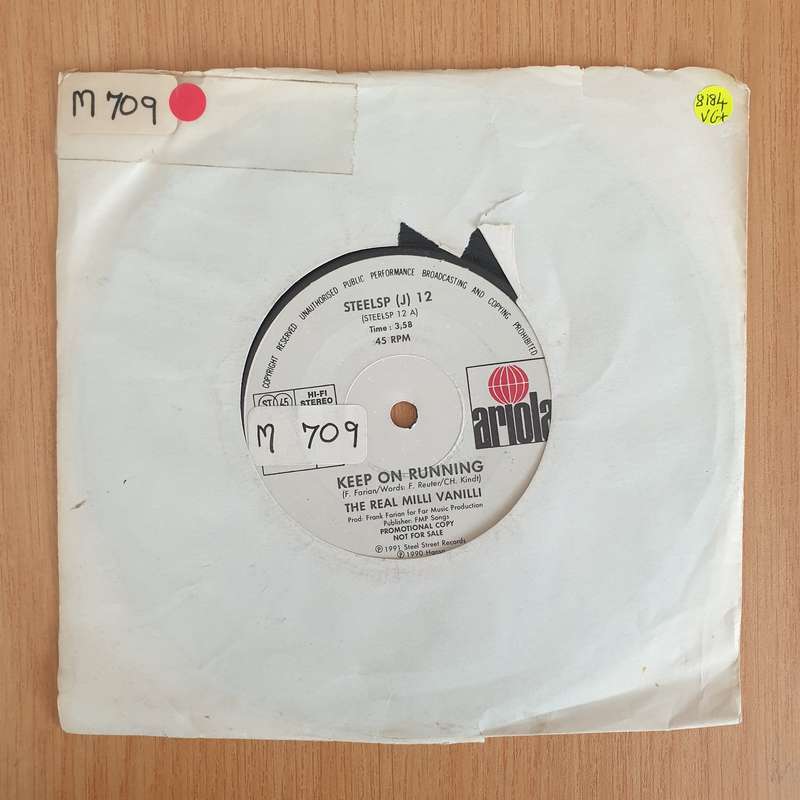 M 709
8184
VG+
COPYRIGHT RESERVED UNAUTHORISED PUBLIC PERFORMANCE BROADCASTING AND COPYING PROHIBITED
STEELSP (J) 12
(STEELSP 12 A)
Time : 3,58
45 RPM
ST 45
HI-FI
STEREO
ariola
M 709
KEEP ON RUNNING
(F. Farian/Words: F. Reuter/CH. Kindt)
THE REAL MILLI VANILLI
Prod: Frank Farian for Far Music Production
Publisher: FMP Songs
PROMOTIONAL COPY
NOT FOR SALE
℗ 1991 Steel Street Records
℗ 1990 Hansa